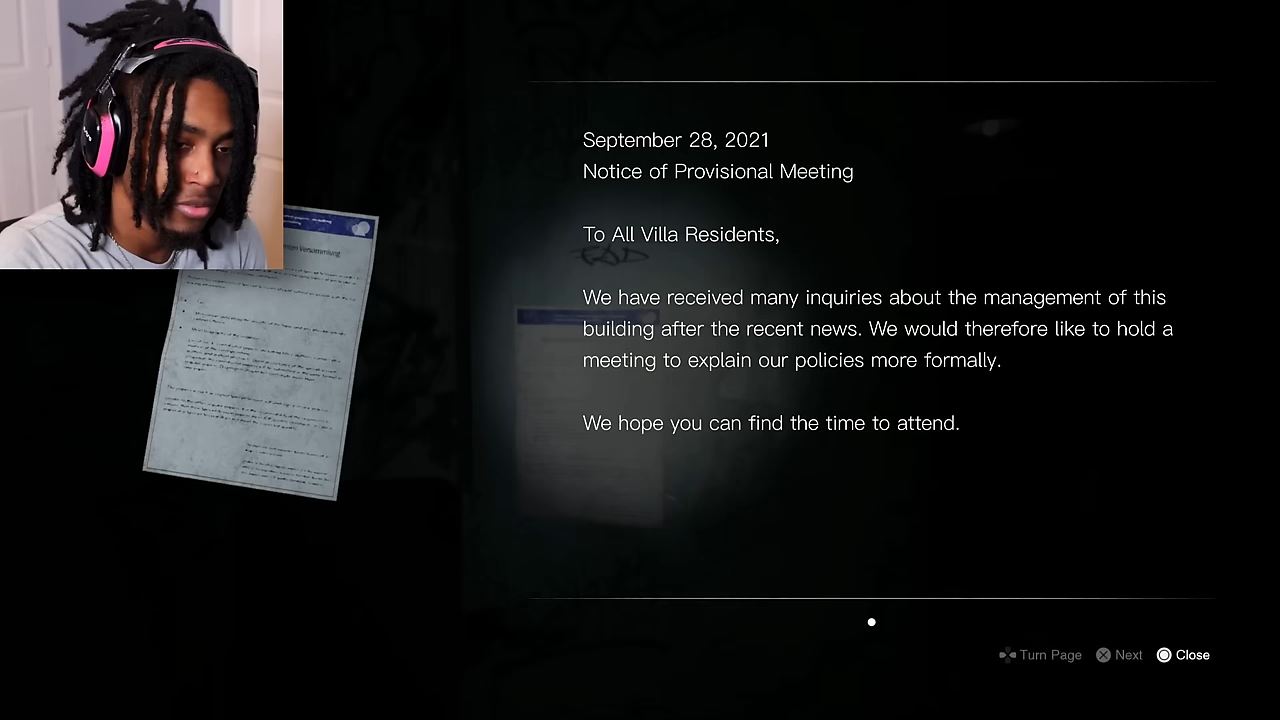 September 28, 2021
Notice of Provisional Meeting
To All Villa Residents,
We have received many inquiries about the management of this
building after the recent news. We would therefore like to hold a
meeting to explain our policies more formally.
We hope you can find the time to attend.
Turn Page
Next
Close